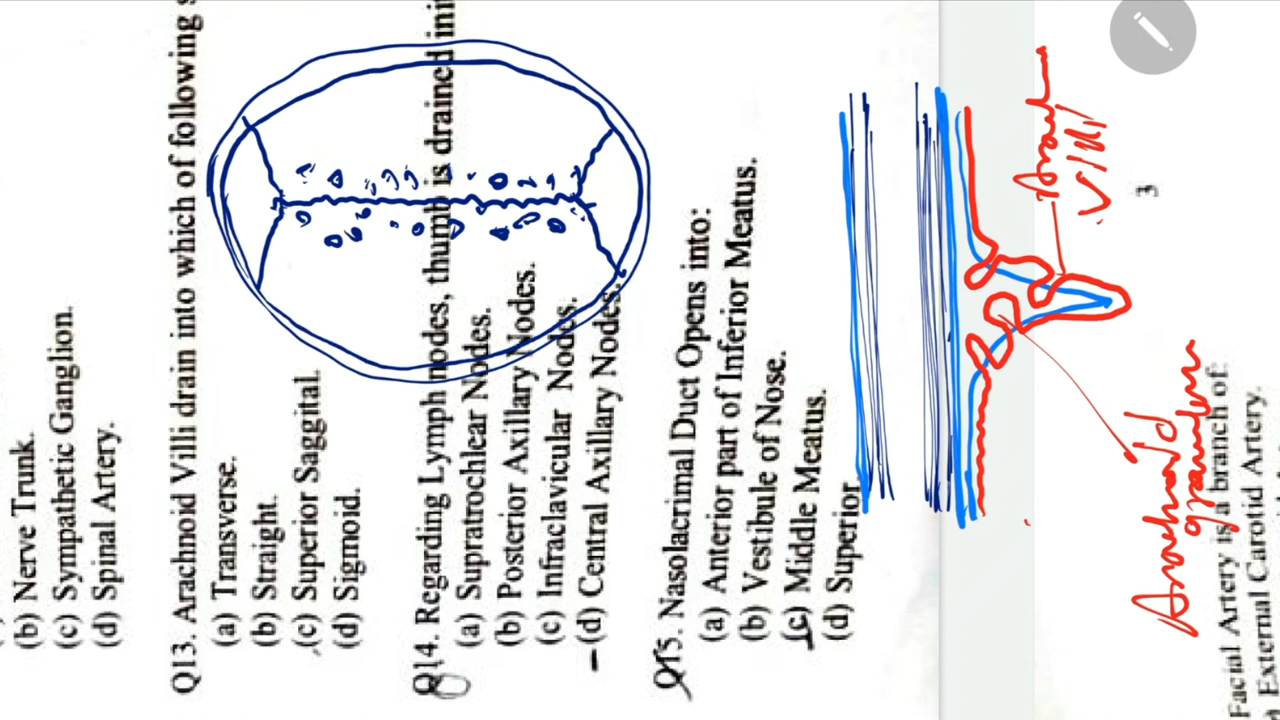 (b) Nerve Trunk.
(c) Sympathetic Ganglion.
(d) Spinal Artery.
Q13. Arachnoid Villi drain into which of following
(a) Transverse.
(b) Straight.
(c) Superior Saggital.
(d) Sigmoid.
Q14. Regarding Lymph nodes, thumb is drained in
(a) Supratrochlear Nodes.
(b) Posterior Axillary Nodes.
(c) Infraclavicular Nodes.
(d) Central Axillary Nodes.
Q15. Nasolacrimal Duct Opens into:
(a) Anterior part of Inferior Meatus.
(b) Vestibule of Nose.
(c) Middle Meatus.
(d) Superior
villi
Arachnoid
3
Facial Artery is a branch of:
External Carotid Artery.